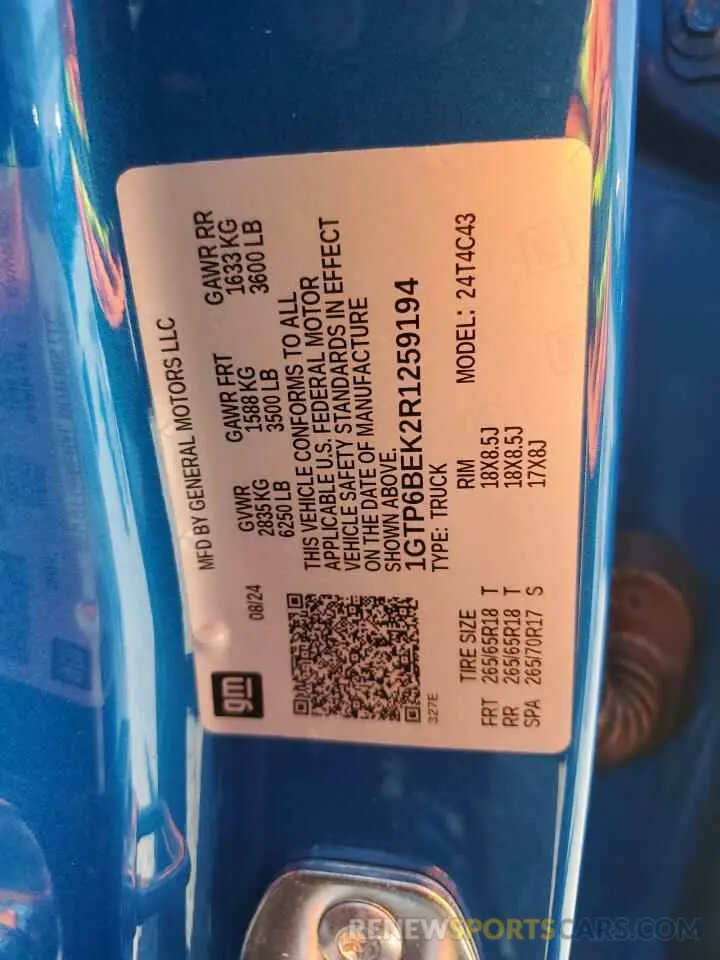 MFD BY GENERAL MOTORS LLC
gm
08/24
GVWR
2835 KG
6250 LB
GAWR FRT
1588 KG
3500 LB
GAWR RR
1633 KG
3600 LB
THIS VEHICLE CONFORMS TO ALL
APPLICABLE U.S. FEDERAL MOTOR
VEHICLE SAFETY STANDARDS IN EFFECT
ON THE DATE OF MANUFACTURE
SHOWN ABOVE.
1GTP6BEK2R1259194
TYPE: TRUCK
MODEL: 24T4C43
327E
TIRE SIZE RIM
FRT 265/65R18 T 18X8.5J
RR 265/65R18 T 18X8.5J
SPA 265/70R17 S 17X8J
RENEWSPORTSCARS.COM